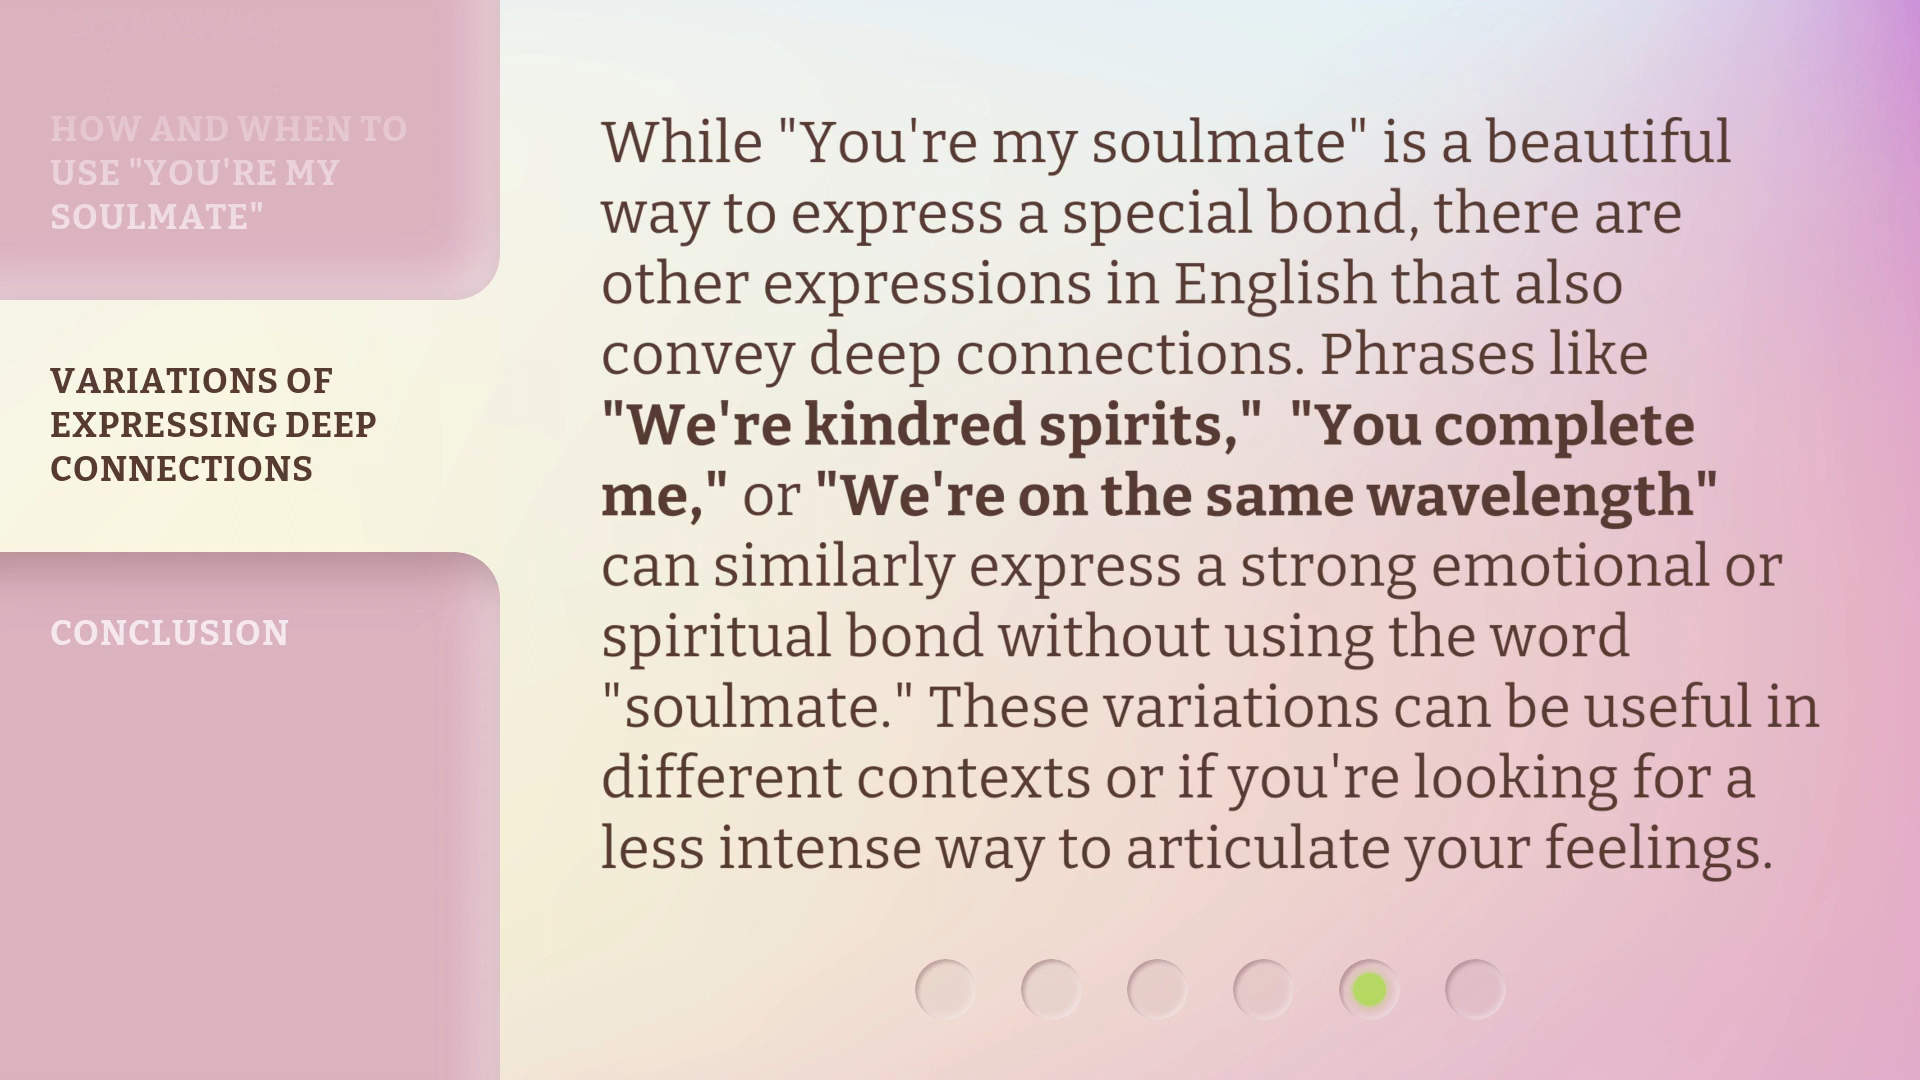 HOW AND WHEN TO
USE "YOU'RE MY
SOULMATE"
VARIATIONS OF
EXPRESSING DEEP
CONNECTIONS
CONCLUSION
While "You're my soulmate" is a beautiful
way to express a special bond, there are
other expressions in English that also
convey deep connections. Phrases like
"We're kindred spirits,"  "You complete
me," or "We're on the same wavelength"
can similarly express a strong emotional or
spiritual bond without using the word
"soulmate." These variations can be useful in
different contexts or if you're looking for a
less intense way to articulate your feelings.